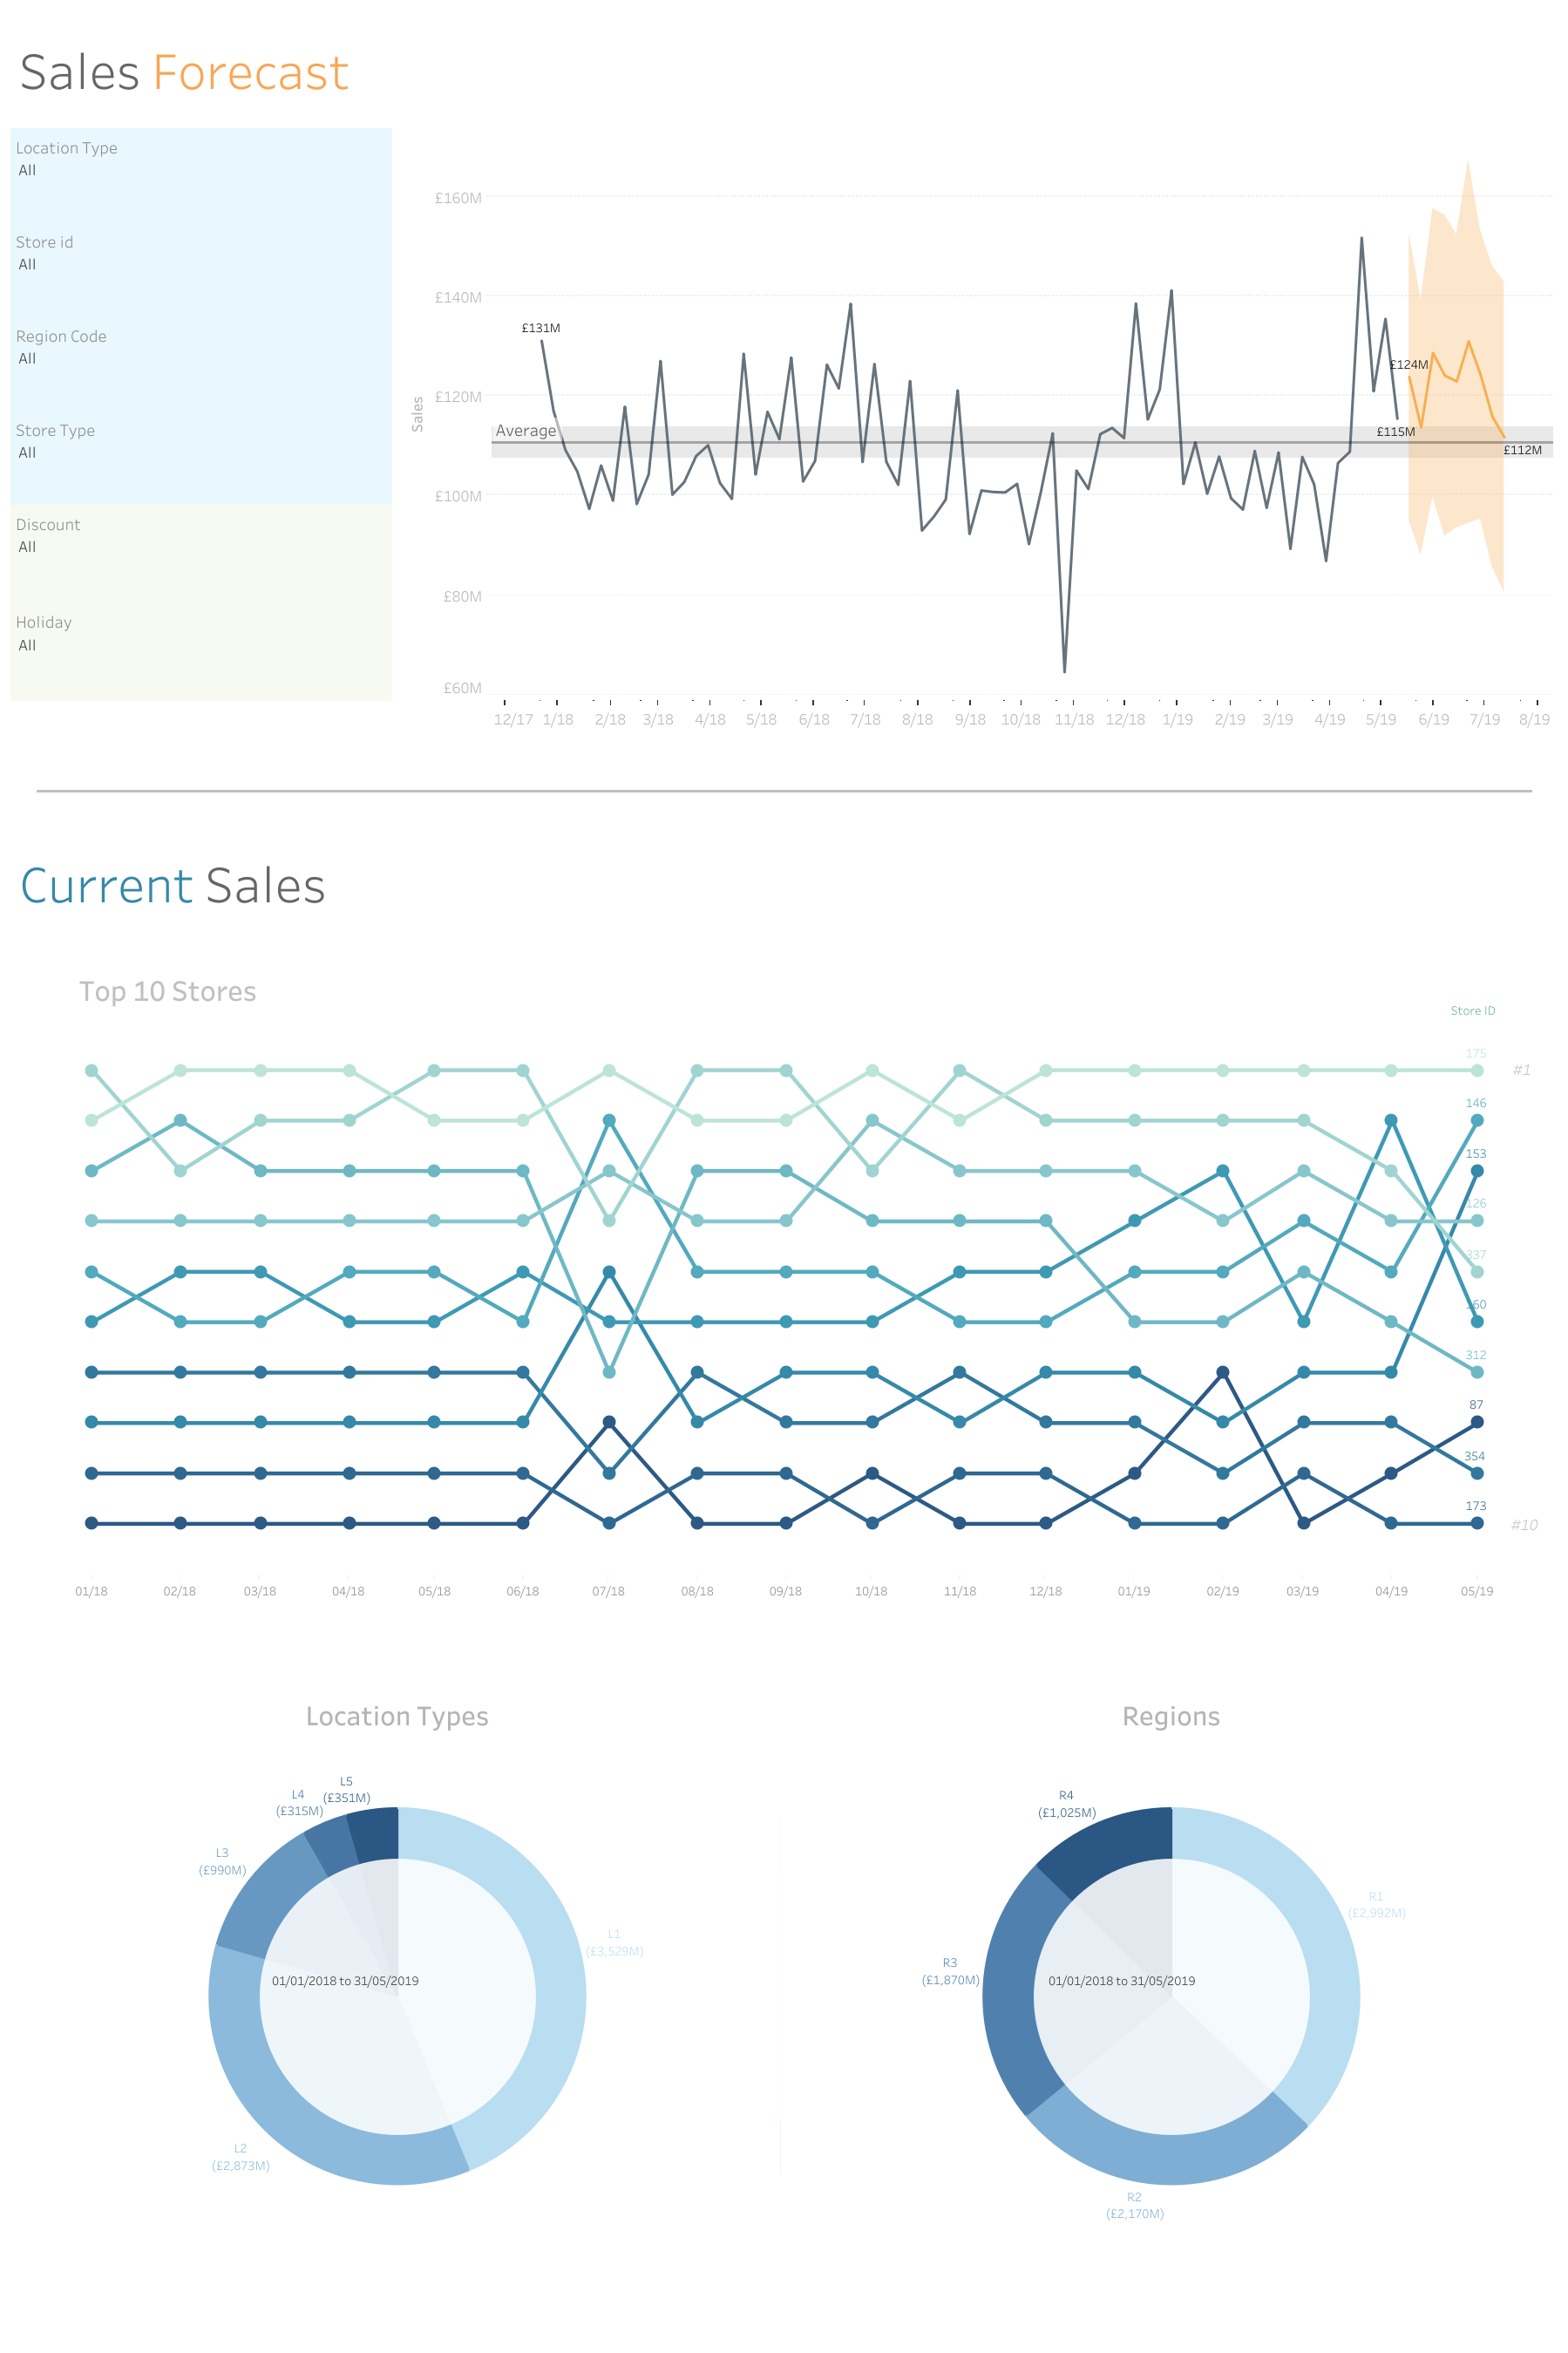 Sales Forecast
Location Type
All
Store id
All
Region Code
All
Store Type
All
Discount
All
Holiday
All
Sales
£160M
£140M
£120M
£100M
£80M
£60M
£131M
Average
£124M
£115M
£112M
12/17 1/18 2/18 3/18 4/18 5/18 6/18 7/18 8/18 9/18 10/18 11/18 12/18 1/19 2/19 3/19 4/19 5/19 6/19 7/19 8/19
Current Sales
Top 10 Stores
Store ID
175
#1
146
153
126
337
160
312
87
354
173
#10
01/18 02/18 03/18 04/18 05/18 06/18 07/18 08/18 09/18 10/18 11/18 12/18 01/19 02/19 03/19 04/19 05/19
Location Types
L5
(£351M)
L4
(£315M)
L3
(£990M)
L1
(£3,529M)
01/01/2018 to 31/05/2019
L2
(£2,873M)
Regions
R4
(£1,025M)
R1
(£2,992M)
R3
(£1,870M)
01/01/2018 to 31/05/2019
R2
(£2,170M)